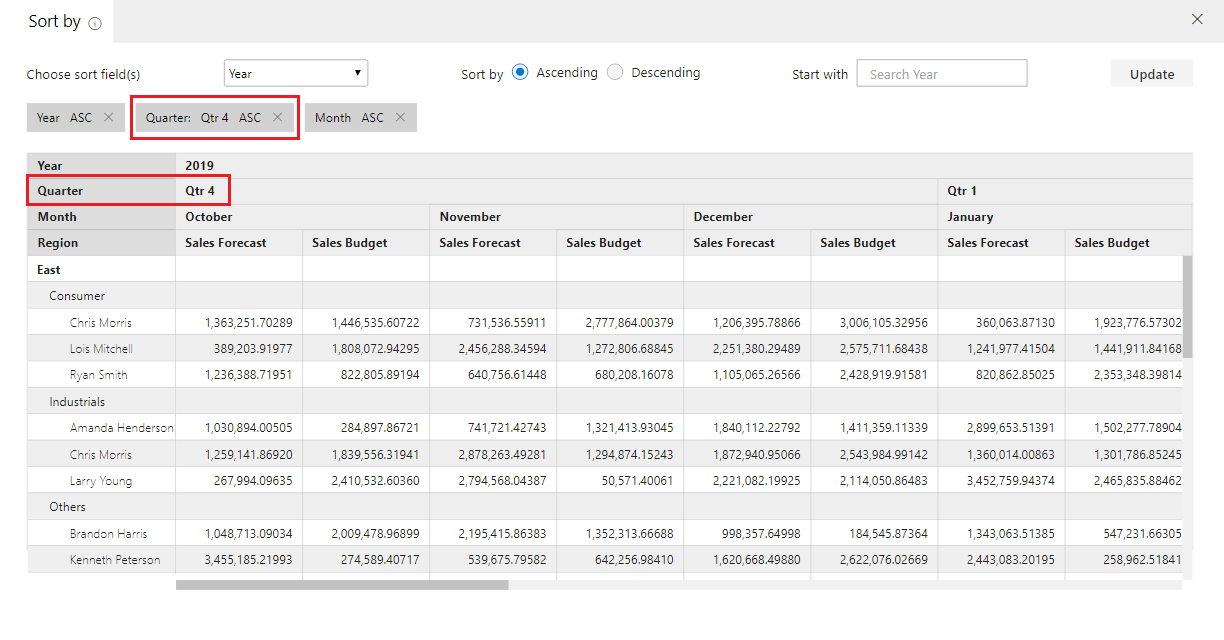 Sort by
Choose sort field(s) Year Sort by Ascending Descending Start with Search Year Update
Year ASC Quarter: Qtr 4 ASC Month ASC
Year 2019
Quarter Qtr 4 Qtr 1
Month October November December January
Region Sales Forecast Sales Budget Sales Forecast Sales Budget Sales Forecast Sales Budget Sales Forecast Sales Budget
East
Consumer
Chris Morris 1,363,251.70289 1,446,535.60722 731,536.55911 2,777,864.00379 1,206,395.78866 3,006,105.32956 360,063.87130 1,923,776.57302
Lois Mitchell 389,203.91977 1,808,072.94295 2,456,288.34594 1,272,806.68845 2,251,380.29489 2,575,711.68438 1,241,977.41504 1,441,911.84168
Ryan Smith 1,236,388.71951 822,805.89194 640,756.61448 680,208.16078 1,105,065.26566 2,428,919.91581 820,862.85025 2,353,348.39814
Industrials
Amanda Henderson 1,030,894.00505 284,897.86721 741,721.42743 1,321,413.93045 1,840,112.22792 1,411,359.11339 2,899,653.51391 1,502,277.78904
Chris Morris 1,259,141.86920 1,839,556.31941 2,878,263.49281 1,294,874.15243 1,872,940.95066 2,543,984.99142 1,360,014.00863 1,301,786.85245
Larry Young 267,994.09635 2,410,532.60360 2,794,568.04387 50,571.40061 2,221,082.19925 2,114,050.86483 3,452,759.94374 2,465,835.88462
Others
Brandon Harris 1,048,713.09034 2,009,478.96899 2,195,415.86383 1,352,313.66688 998,357.64998 184,545.87364 1,343,063.51385 547,231.66305
Kenneth Peterson 3,455,185.21993 274,589.40717 539,675.79582 642,256.98410 1,620,668.49880 2,622,076.02669 2,443,083.20195 258,962.51841